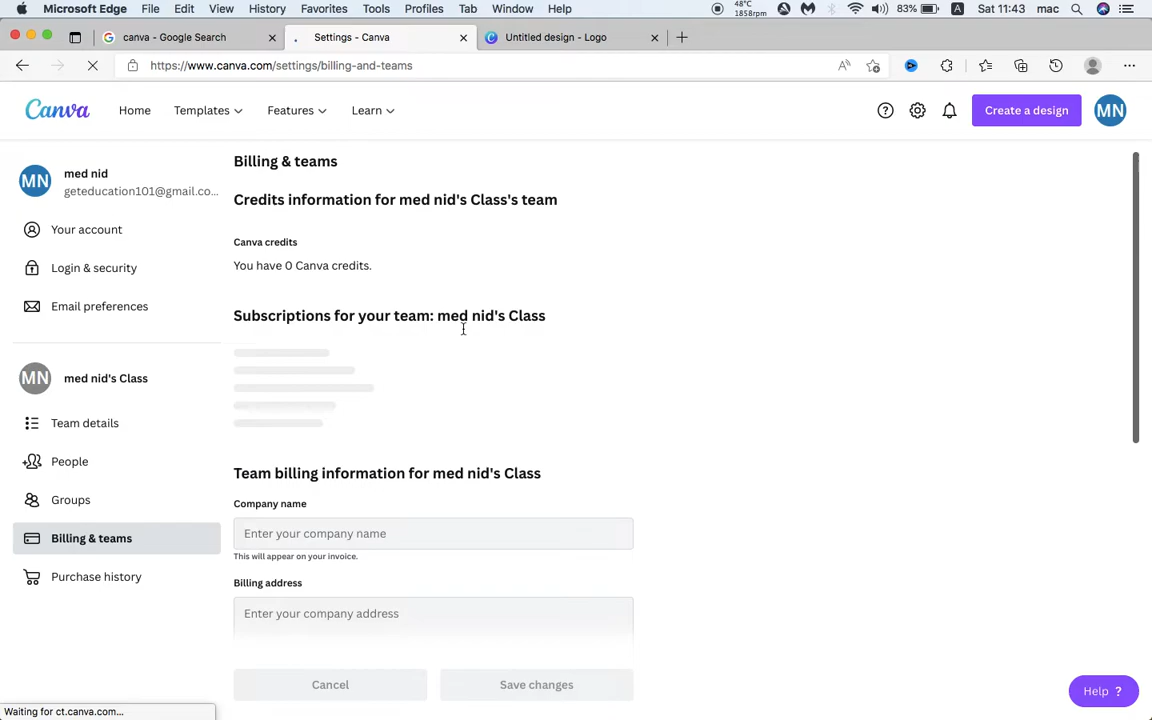 Microsoft Edge File Edit View History Favorites Tools Profiles Tab Window Help
48°C
1858rpm
83%
A
Sat 11:43
mac
canva - Google Search
Settings - Canva
Untitled design - Logo
https://www.canva.com/settings/billing-and-teams
Canva
Home
Templates
Features
Learn
Create a design
MN
MN
med nid
geteducation101@gmail.co...
Your account
Login & security
Email preferences
MN
med nid's Class
Team details
People
Groups
Billing & teams
Purchase history
Billing & teams
Credits information for med nid's Class's team
Canva credits
You have 0 Canva credits.
Subscriptions for your team: med nid's Class
Team billing information for med nid's Class
Company name
Enter your company name
This will appear on your invoice.
Billing address
Enter your company address
Cancel
Save changes
Help ?
Waiting for ct.canva.com...